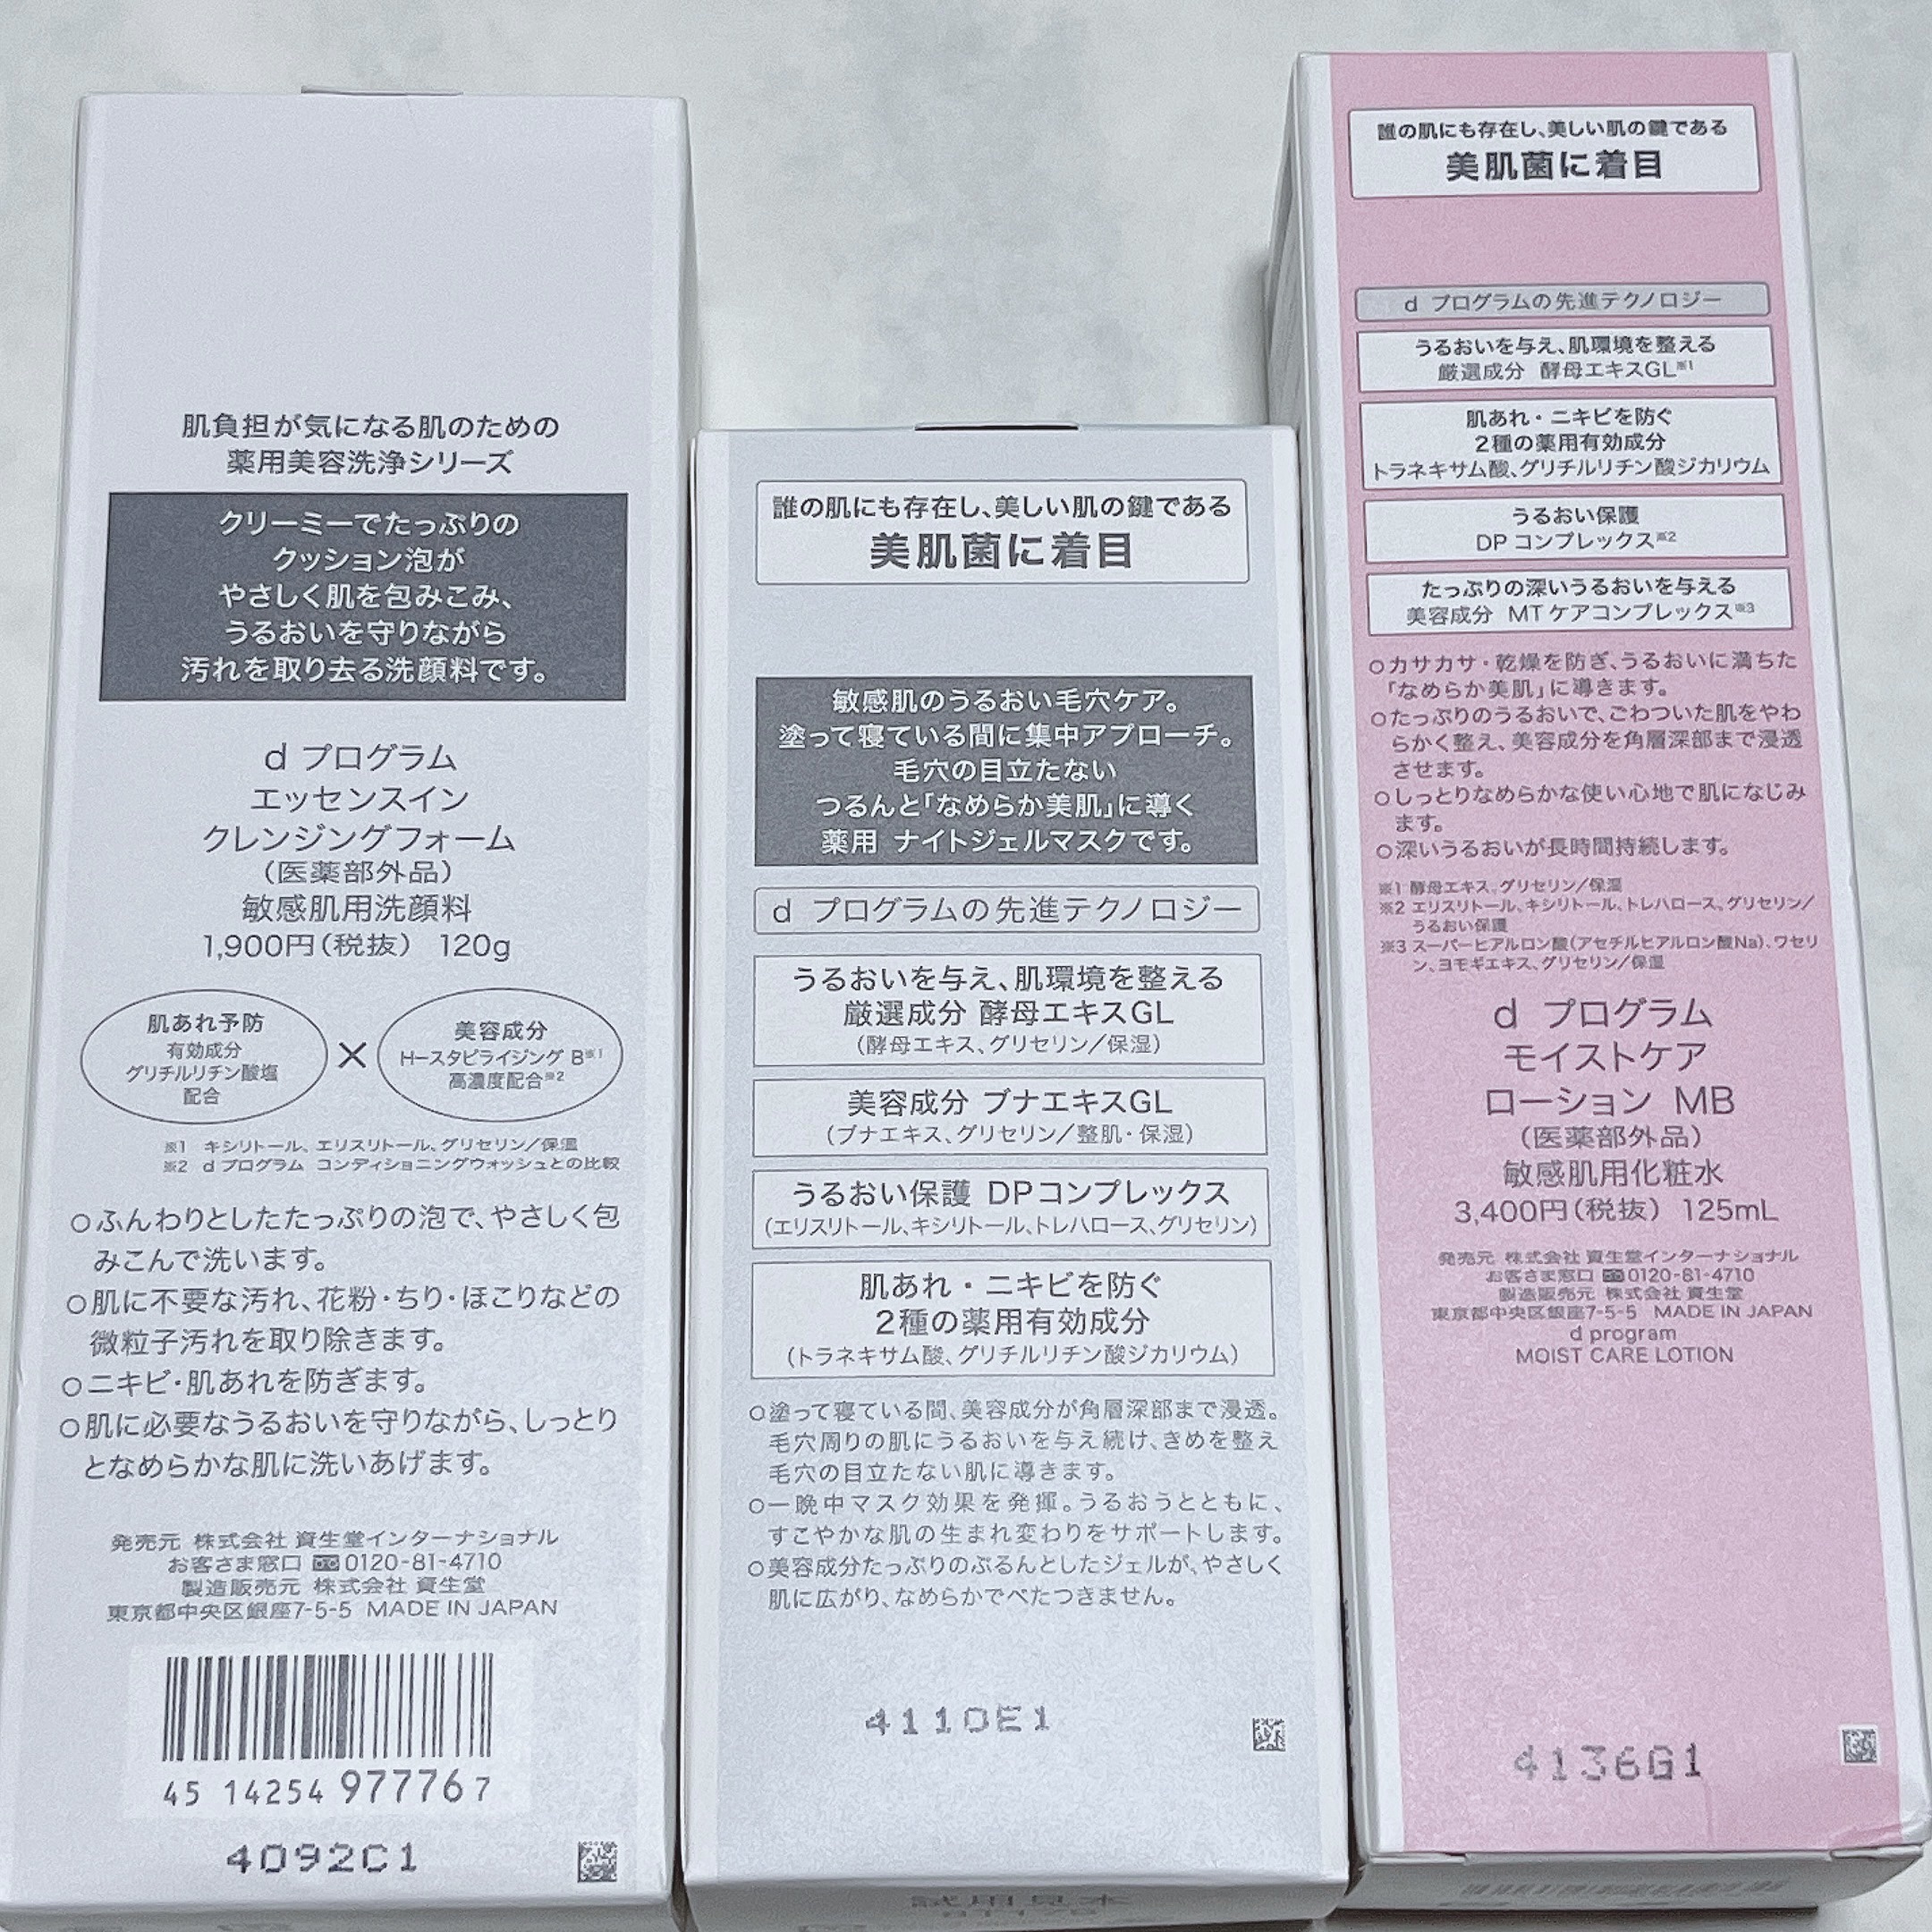 肌負担が気になる肌のための
薬用美容洗浄シリーズ
クリーミーでたっぷりの
クッション泡が
やさしく肌を包みこみ、
うるおいを守りながら
汚れを取り去る洗顔料です。
d プログラム
エッセンスイン
クレンジングフォーム
(医薬部外品)
敏感肌用洗顔料
1,900円(税抜) 120g
肌あれ予防
有効成分
グリチルリチン酸塩
配合
×
美容成分
H-スタビライジング B※1
高濃度配合※2
※1 キシリトール、エリスリトール、グリセリン/保湿
※2 d プログラム コンディショニングウォッシュとの比較
○ふんわりとしたたっぷりの泡で、やさしく包
みこんで洗います。
○肌に不要な汚れ、花粉・ちり・ほこりなどの
微粒子汚れを取り除きます。
○ニキビ・肌あれを防ぎます。
○肌に必要なうるおいを守りながら、しっとり
となめらかな肌に洗いあげます。
発売元 株式会社 資生堂インターナショナル
お客さま窓口 0120-81-4710
製造販売元 株式会社 資生堂
東京都中央区銀座7-5-5 MADE IN JAPAN
45 14254 97776 7
4092C1
誰の肌にも存在し、美しい肌の鍵である
美肌菌に着目
敏感肌のうるおい毛穴ケア。
塗って寝ている間に集中アプローチ。
毛穴の目立たない
つるんと「なめらか美肌」に導く
薬用 ナイトジェルマスクです。
d プログラムの先進テクノロジー
うるおいを与え、肌環境を整える
厳選成分 酵母エキスGL
(酵母エキス、グリセリン/保湿)
美容成分 ブナエキスGL
(ブナエキス、グリセリン/整肌・保湿)
うるおい保護 DPコンプレックス
(エリスリトール、キシリトール、トレハロース、グリセリン)
肌あれ・ニキビを防ぐ
2種の薬用有効成分
(トラネキサム酸、グリチルリチン酸ジカリウム)
○塗って寝ている間、美容成分が角層深部まで浸透。
毛穴周りの肌にうるおいを与え続け、きめを整え
毛穴の目立たない肌に導きます。
○一晩中マスク効果を発揮。うるおうとともに、
すこやかな肌の生まれ変わりをサポートします。
○美容成分たっぷりのぷるんとしたジェルが、やさしく
肌に広がり、なめらかでべたつきません。
4110E1
誰の肌にも存在し、美しい肌の鍵である
美肌菌に着目
d プログラムの先進テクノロジー
うるおいを与え、肌環境を整える
厳選成分 酵母エキスGL※1
肌あれ・ニキビを防ぐ
2種の薬用有効成分
トラネキサム酸、グリチルリチン酸ジカリウム
うるおい保護
DP コンプレックス※2
たっぷりの深いうるおいを与える
美容成分 MT ケアコンプレックス※3
○カサカサ・乾燥を防ぎ、うるおいに満ちた
「なめらか美肌」に導きます。
○たっぷりのうるおいで、ごわついた肌をやわ
らかく整え、美容成分を角層深部まで浸透
させます。
○しっとりなめらかな使い心地で肌になじみ
ます。
○深いうるおいが長時間持続します。
※1 酵母エキス、グリセリン/保湿
※2 エリスリトール、キシリトール、トレハロース、グリセリン/
うるおい保護
※3 スーパーヒアルロン酸(アセチルヒアルロン酸Na)、ワセリ
ン、ヨモギエキス、グリセリン/保湿
d プログラム
モイストケア
ローション MB
(医薬部外品)
敏感肌用化粧水
3,400円(税抜) 125mL
発売元 株式会社 資生堂インターナショナル
お客さま窓口 0120-81-4710
製造販売元 株式会社 資生堂
東京都中央区銀座7-5-5 MADE IN JAPAN
d program
MOIST CARE LOTION
4136G1